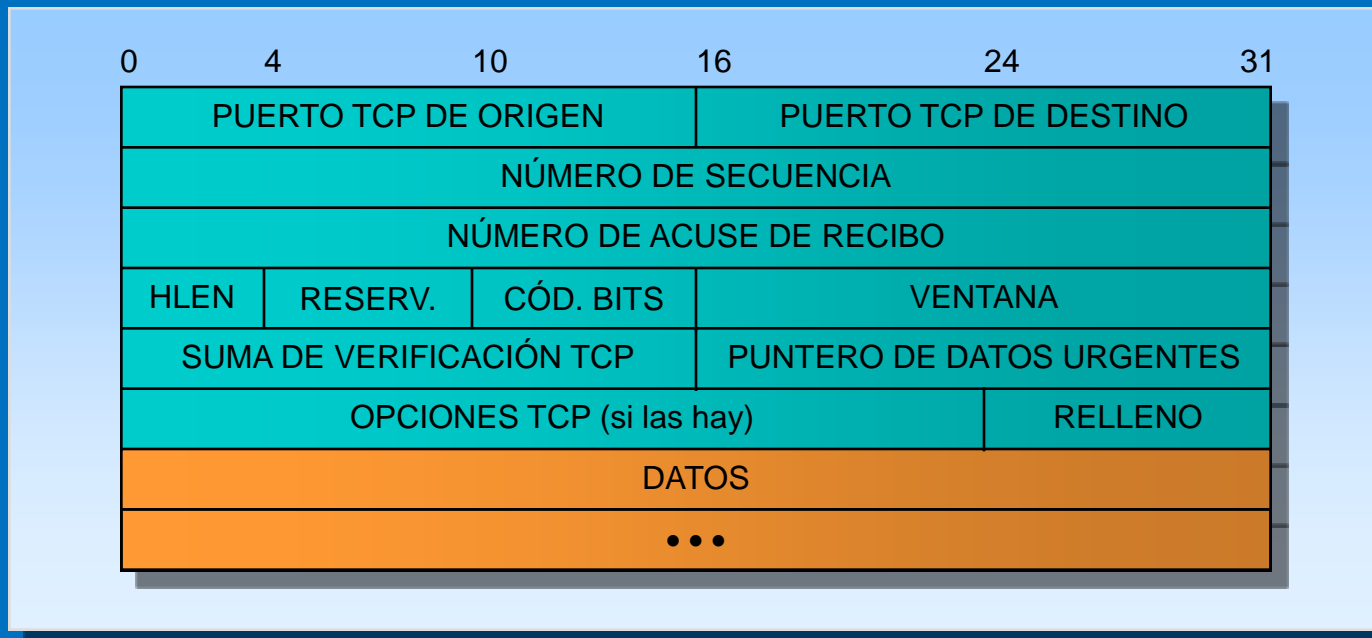 0 4 10 16 24 31
PUERTO TCP DE ORIGEN PUERTO TCP DE DESTINO
NÚMERO DE SECUENCIA
NÚMERO DE ACUSE DE RECIBO
HLEN RESERV. CÓD. BITS VENTANA
SUMA DE VERIFICACIÓN TCP PUNTERO DE DATOS URGENTES
OPCIONES TCP (si las hay) RELLENO
DATOS
•••